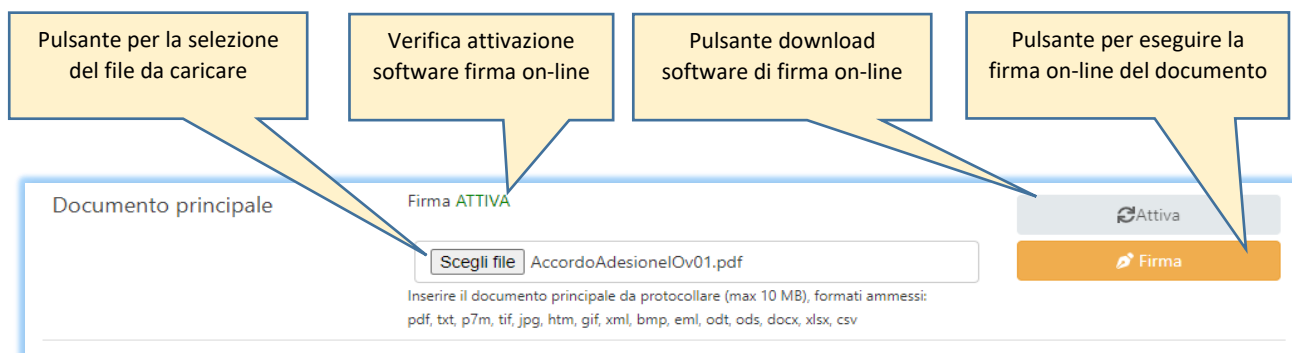 Pulsante per la selezione
del file da caricare
Verifica attivazione
software firma on-line
Pulsante download
software di firma on-line
Pulsante per eseguire la
firma on-line del documento
Documento principale
Firma ATTIVA
Attiva
Scegli file AccordoAdesioneIOv01.pdf
Firma
Inserire il documento principale da protocollare (max 10 MB), formati ammessi:
pdf, txt, p7m, tif, jpg, htm, gif, xml, bmp, eml, odt, ods, docx, xlsx, csv